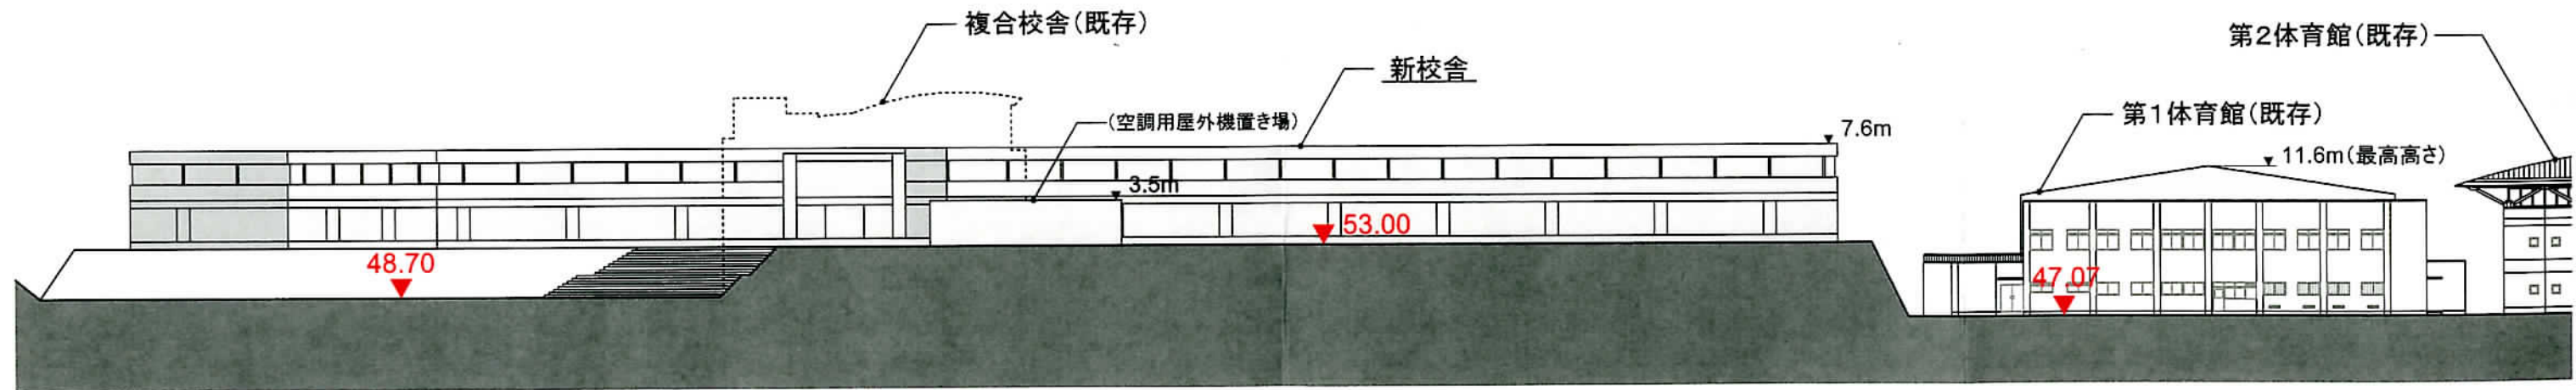 複合校舎(既存)
新校舎
第2体育館(既存)
第1体育館(既存)
(空調用屋外機置き場)
7.6m
11.6m(最高高さ)
3.5m
53.00
48.70
47.07